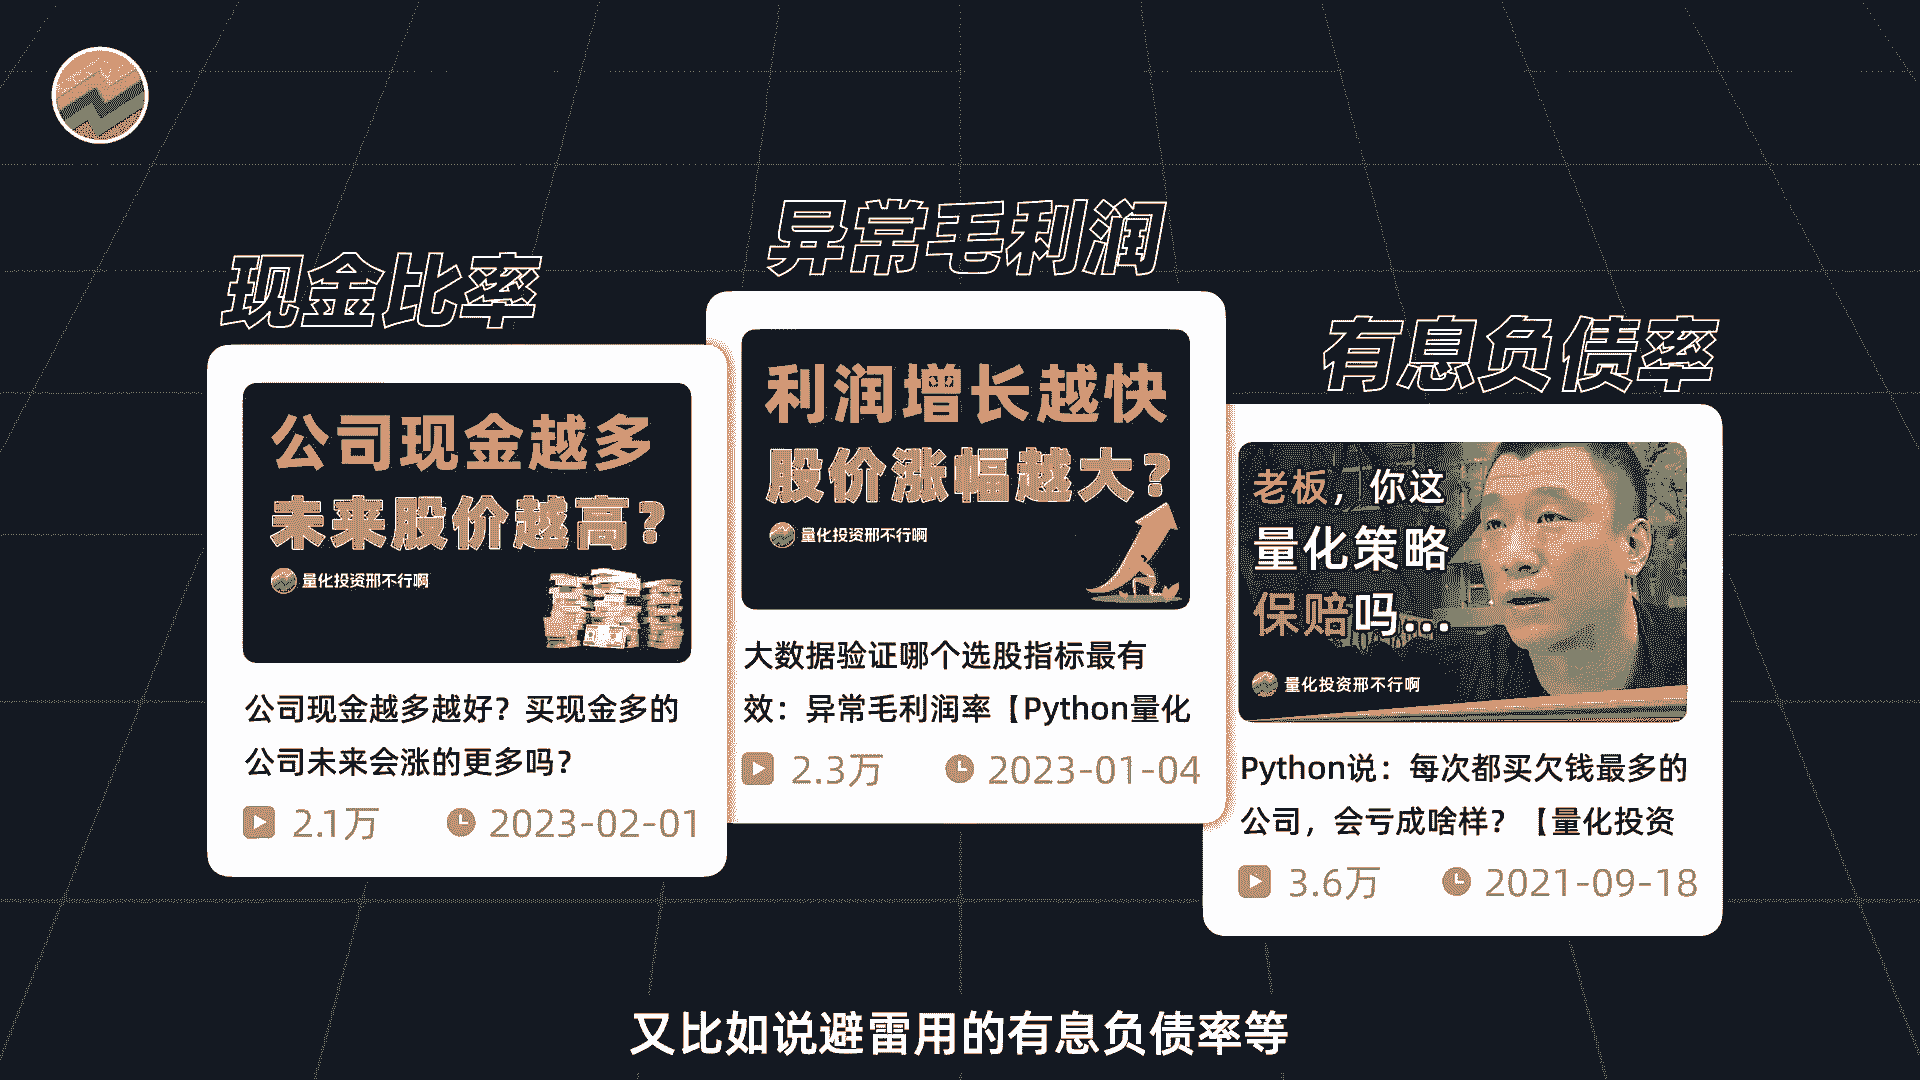 现金比率
公司现金越多
未来股价越高?
量化投资邢不行啊
公司现金越多越好？买现金多的
公司未来会涨的更多吗？
2.1万 2023-02-01
异常毛利润
利润增长越快
股价涨幅越大?
量化投资邢不行啊
大数据验证哪个选股指标最有
效：异常毛利润率【Python量化
2.3万 2023-01-04
有息负债率
老板，你这
量化策略
保赔吗...
量化投资邢不行啊
Python说：每次都买欠钱最多的
公司，会亏成啥样？【量化投资
3.6万 2021-09-18
又比如说避雷用的有息负债率等